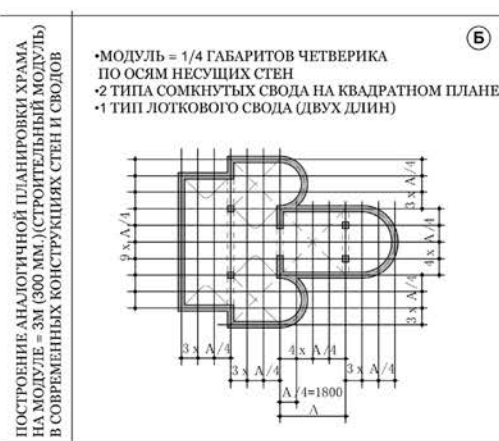 Б
•МОДУЛЬ = 1/4 ГАБАРИТОВ ЧЕТВЕРИКА
ПО ОСЯМ НЕСУЩИХ СТЕН
•2 ТИПА СОМКНУТЫХ СВОДА НА КВАДРАТНОМ ПЛАНЕ
•1 ТИП ЛОТКОВОГО СВОДА (ДВУХ ДЛИН)
ПОСТРОЕНИЕ АНАЛОГИЧНОЙ ПЛАНИРОВКИ ХРАМА
НА МОДУЛЕ = 3М (300 ММ.)(СТРОИТЕЛЬНЫЙ МОДУЛЬ)
В СОВРЕМЕННЫХ КОНСТРУКЦИЯХ СТЕН И СВОДОВ
9 x A/4
3 x A/4
4 x A/4
3 x A/4
3 x A/4
4 x A/4
3 x A/4
3 x A/4
A/4=1800
A